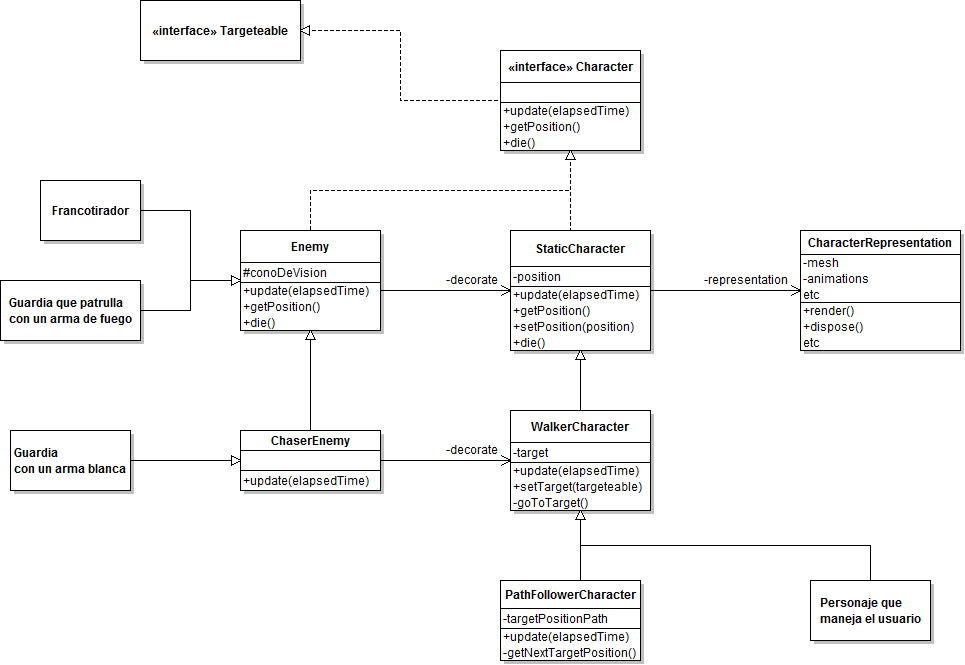 «interface» Targeteable
«interface» Character
+update(elapsedTime)
+getPosition()
+die()
Francotirador
Guardia que patrulla
con un arma de fuego
Enemy
#conoDeVision
+update(elapsedTime)
+getPosition()
+die()
-decorate
StaticCharacter
-position
+update(elapsedTime)
+getPosition()
+setPosition(position)
+die()
-representation
CharacterRepresentation
-mesh
-animations
etc
+render()
+dispose()
etc
Guardia
con un arma blanca
ChaserEnemy
+update(elapsedTime)
-decorate
WalkerCharacter
-target
+update(elapsedTime)
+setTarget(targeteable)
-goToTarget()
PathFollowerCharacter
-targetPositionPath
+update(elapsedTime)
-getNextTargetPosition()
Personaje que
maneja el usuario